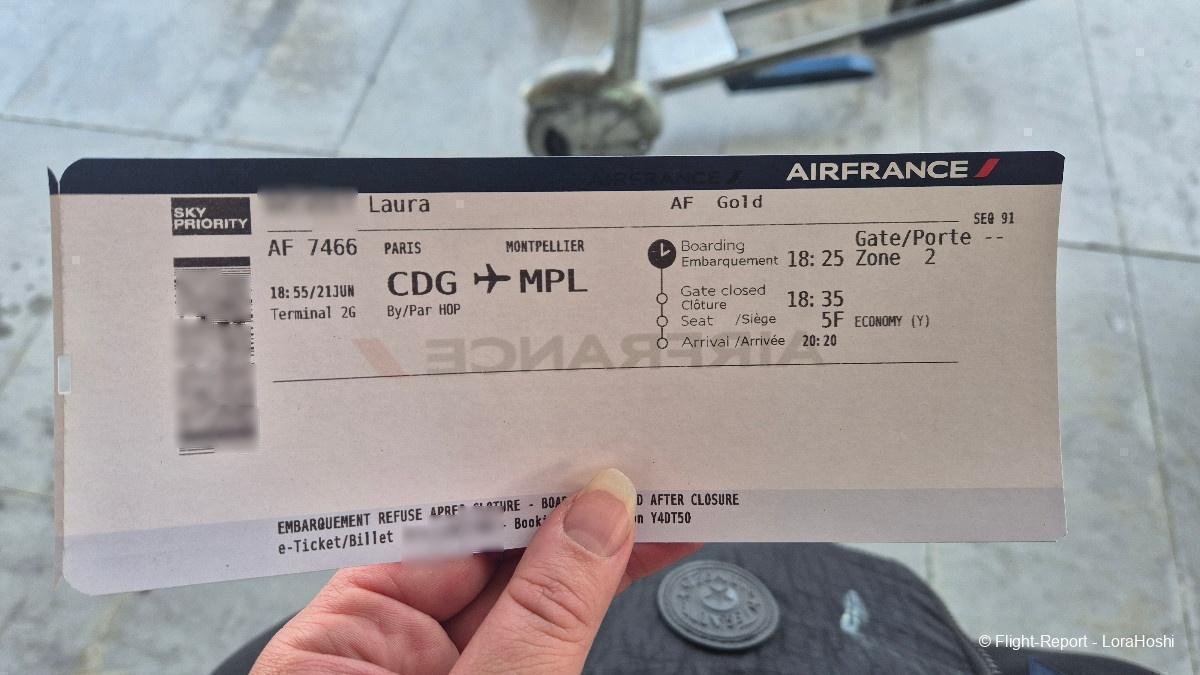 AIRFRANCE
SKY PRIORITY
Laura
AF Gold
SEQ 91
AF 7466 PARIS MONTPELLIER
CDG MPL
18:55/21JUN
Terminal 2G
By/Par HOP
Boarding
Embarquement 18:25
Gate/Porte --
Zone 2
Gate closed
Clôture 18:35
Seat /Siège 5F ECONOMY (Y)
Arrival /Arrivée 20:20
AIRFRANCE
EMBARQUEMENT REFUSE APRES CLOTURE - D AFTER CLOSURE
e-Ticket/Billet - Y4DT50
© Flight-Report - LoraHoshi